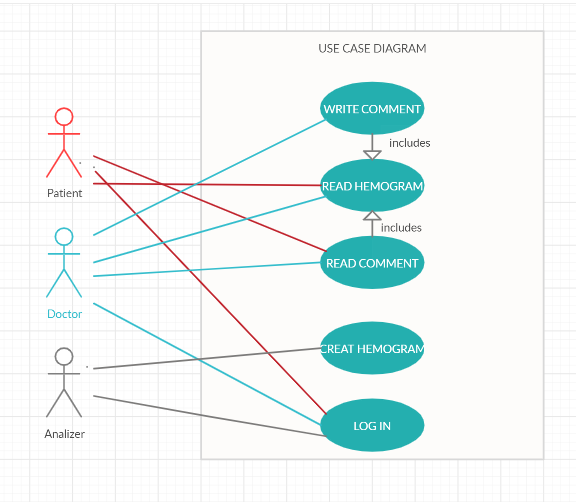 USE CASE DIAGRAM
WRITE COMMENT
includes
READ HEMOGRAM
Patient
includes
READ COMMENT
Doctor
CREAT HEMOGRAM
Analizer
LOG IN